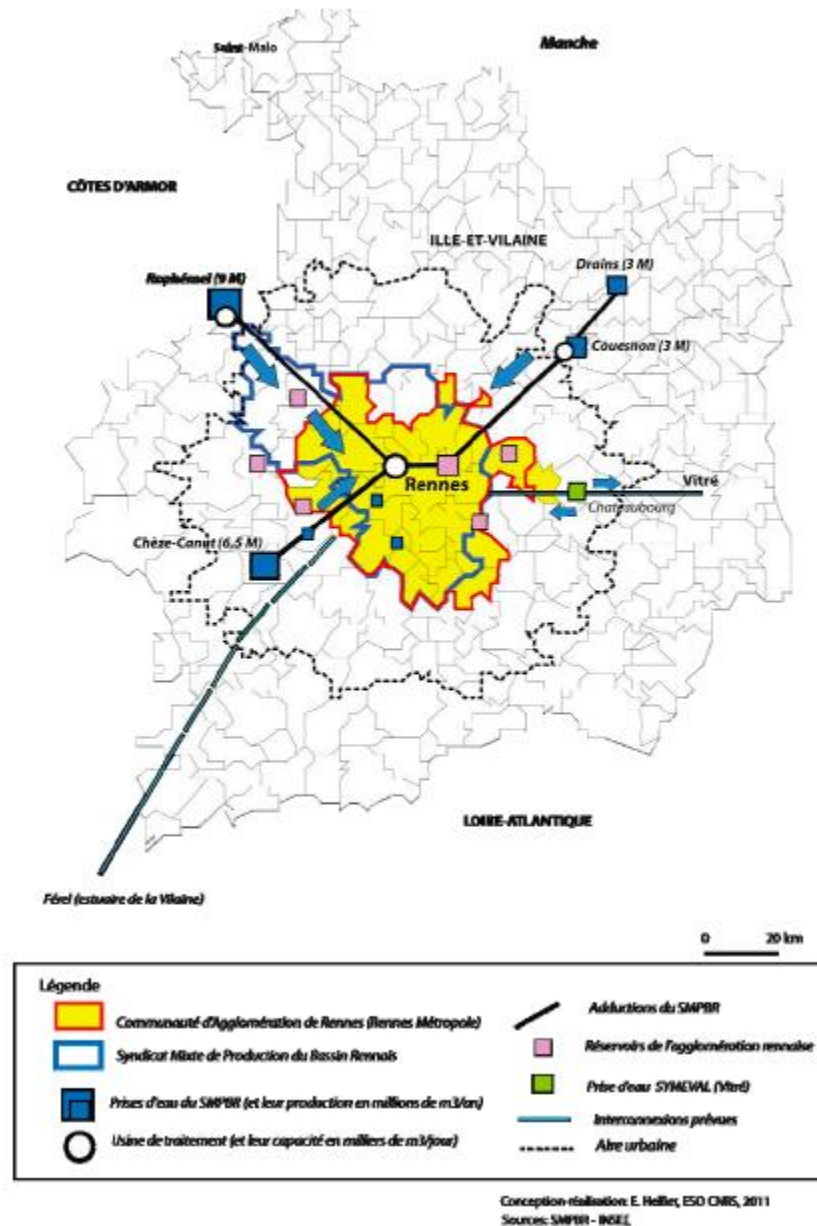 Saint-Malo
Manche
CÔTES D'ARMOR
ILLE-ET-VILAINE
Rophémel (9 M)
Drains (3 M)
Couesnon (3 M)
Rennes
Vitré
Chateaubourg
Chèze-Canut (6,5 M)
LOIRE-ATLANTIQUE
Férel (estuaire de la Vilaine)
0 20 km
Légende
Communauté d'Agglomération de Rennes (Rennes Métropole)
Syndicat Mixte de Production du Bassin Rennais
Prises d'eau du SMPBR (et leur production en millions de m3/an)
Usine de traitement (et leur capacité en milliers de m3/jour)
Adductions du SMPBR
Réservoirs de l'agglomération rennaise
Prise d'eau SYMEVAL (Vitré)
Interconnexions prévues
Aire urbaine
Conception-réalisation: E. Hellier, ESO CNRS, 2011
Sources: SMPBR - INSEE